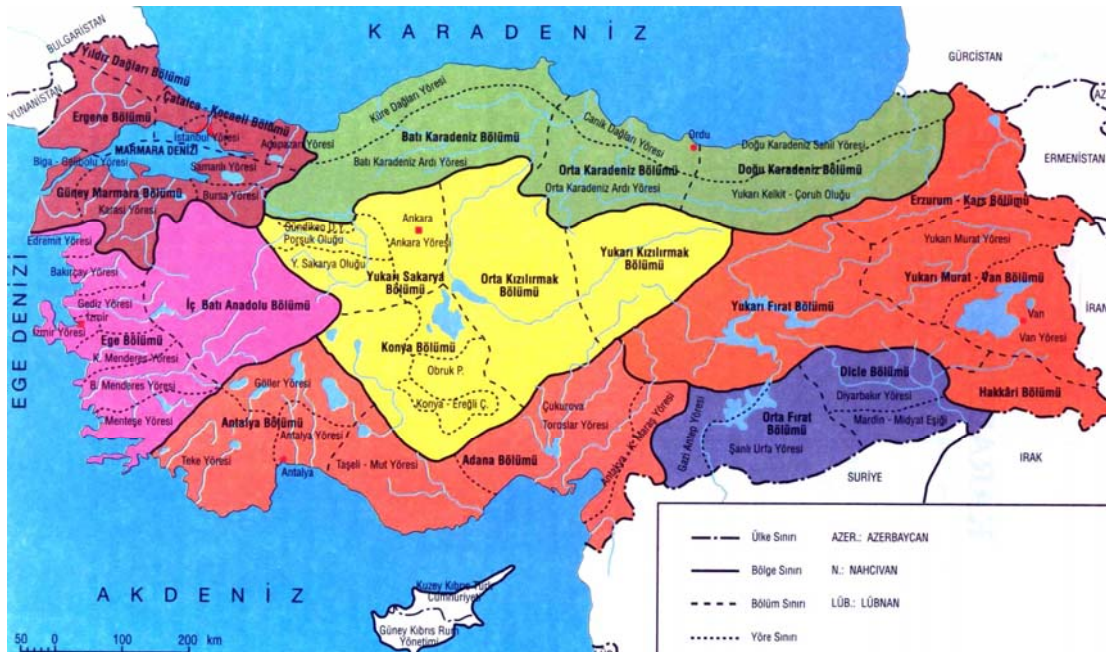 BULGARİSTAN
YUNANİSTAN
KARADENİZ
GÜRCİSTAN
AZ
ERMENİSTAN
İRAN
IRAK
SURİYE
EGE DENİZİ
AKDENİZ
Yıldız Dağları Bölümü
Çatalca - Kocaeli Bölümü
Ergene Bölümü
İstanbul Yöresi
MARMARA DENİZİ
Adapazarı Yöresi
Biga - Gelibolu Yöresi
Samanlı Yöresi
Güney Marmara Bölümü
Bursa Yöresi
Karasi Yöresi
Küre Dağları Yöresi
Batı Karadeniz Bölümü
Batı Karadeniz Ardı Yöresi
Canik Dağları Yöresi
Ordu
Orta Karadeniz Bölümü
Orta Karadeniz Ardı Yöresi
Doğu Karadeniz Sahil Yöresi
Doğu Karadeniz Bölümü
Yukarı Kelkit - Çoruh Oluğu
Edremit Yöresi
Bakırçay Yöresi
Gediz Yöresi
İzmir
İzmir Yöresi
İç Batı Anadolu Bölümü
Ege Bölümü
K. Menderes Yöresi
B. Menderes Yöresi
Menteşe Yöresi
Porsuk Oluğu
Y. Sakarya Oluğu
Ankara
Ankara Yöresi
Yukarı Sakarya
Bölümü
Orta Kızılırmak
Bölümü
Yukarı Kızılırmak
Bölümü
Konya Bölümü
Obruk P.
Konya - Ereğli Ç.
Erzurum - Kars Bölümü
Yukarı Murat Yöresi
Yukarı Murat - Van Bölümü
Yukarı Fırat Bölümü
Van
Van Yöresi
Hakkâri Bölümü
Dicle Bölümü
Diyarbakır Yöresi
Mardin - Midyat Eşiği
Orta Fırat
Bölümü
Şanlı Urfa Yöresi
Gazi Antep Yöresi
Göller Yöresi
Antalya Bölümü
Antalya Yöresi
Teke Yöresi
Antalya
Taşeli - Mut Yöresi
Adana Bölümü
Çukurova
Toroslar Yöresi
Antakya - K. Maraş Yöresi
Kuzey Kıbrıs Türk
Cumhuriyeti
Güney Kıbrıs Rum
Yönetimi
50 0 100 200 km
Ülke Sınırı AZER.: AZERBAYCAN
Bölge Sınırı N.: NAHÇIVAN
Bölüm Sınırı LÜB.: LÜBNAN
Yöre Sınırı